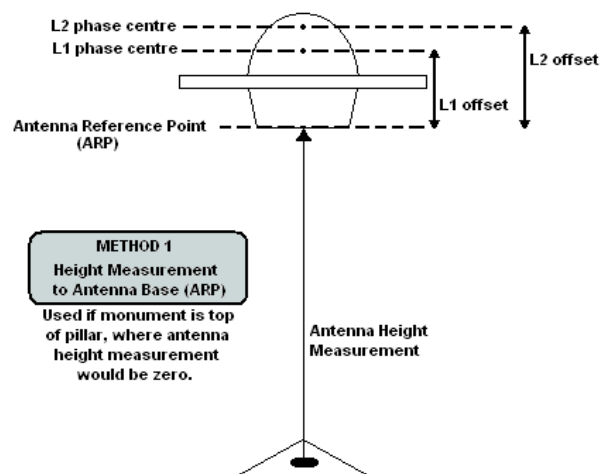 L2 phase centre
L1 phase centre
L2 offset
L1 offset
Antenna Reference Point
(ARP)
METHOD 1
Height Measurement
to Antenna Base (ARP)
Used if monument is top
of pillar, where antenna
height measurement
would be zero.
Antenna Height
Measurement